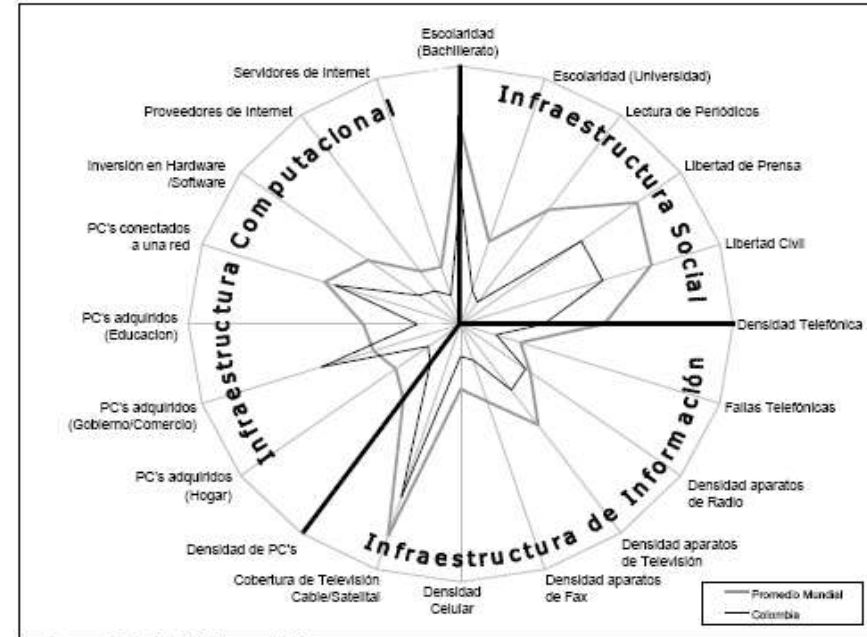 Escolaridad
(Bachillerato)
Servidores de Internet
Escolaridad (Universidad)
Proveedores de Internet
Lectura de Periódicos
Inversión en Hardware
/Software
Libertad de Prensa
PC's conectados
a una red
Libertad Civil
PC's adquiridos
(Educacion)
Densidad Telefónica
PC's adquiridos
(Gobierno/Comercio)
Fallas Telefónicas
PC's adquiridos
(Hogar)
Densidad aparatos
de Radio
Densidad de PC's
Densidad aparatos
de Televisión
Cobertura de Televisión
Cable/Satelital
Densidad
Celular
Densidad aparatos
de Fax
Infraestructura Computacional
Infraestructura Social
Infraestructura de Información
Promedio Mundial
Colombia